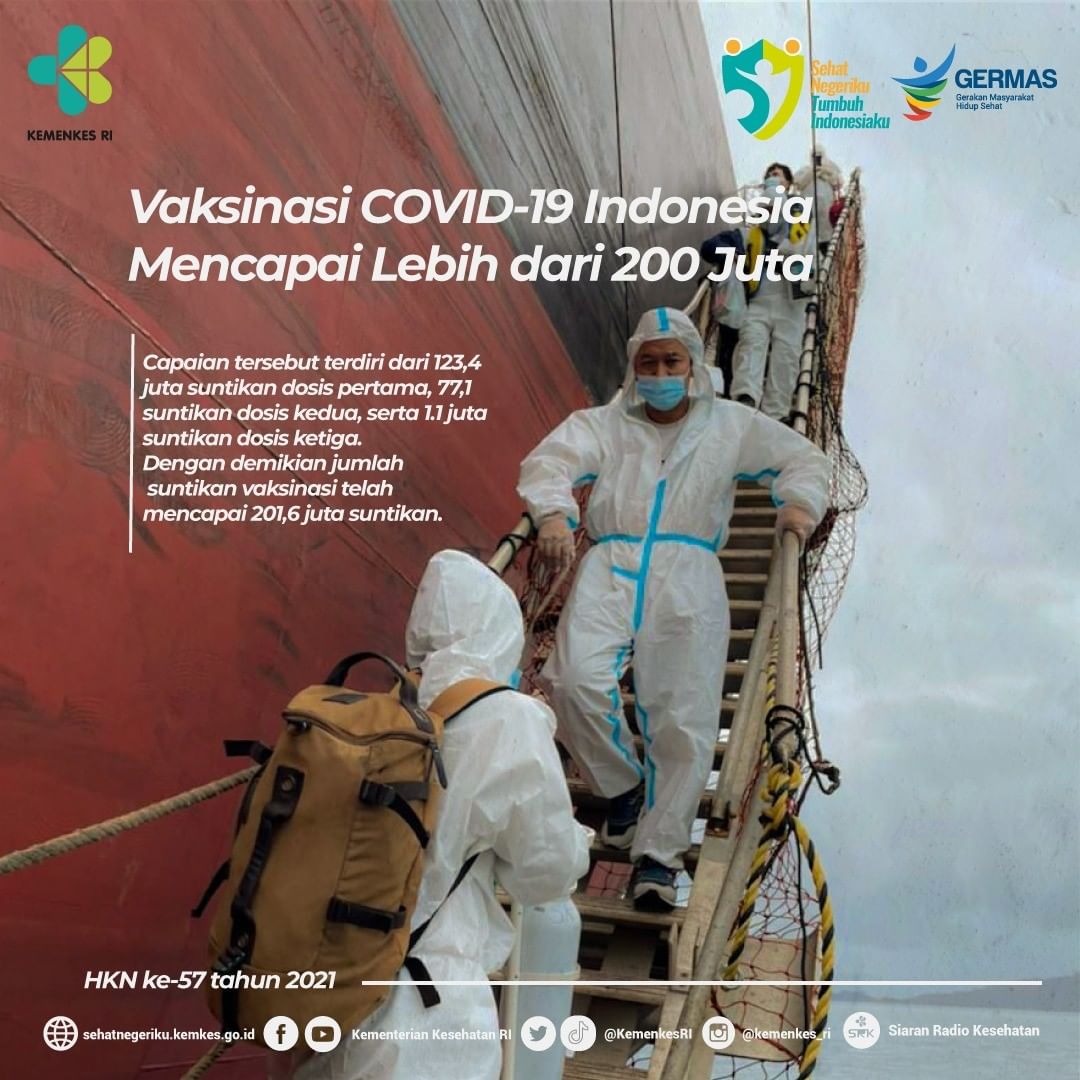 KEMENKES RI
Sehat
Negeriku
Tumbuh
Indonesiaku
GERMAS
Gerakan Masyarakat
Hidup Sehat
Vaksinasi COVID-19 Indonesia
Mencapai Lebih dari 200 Juta
Capaian tersebut terdiri dari 123,4
juta suntikan dosis pertama, 77,1
suntikan dosis kedua, serta 1.1 juta
suntikan dosis ketiga.
Dengan demikian jumlah
suntikan vaksinasi telah
mencapai 201,6 juta suntikan.
HKN ke-57 tahun 2021
sehatnegeriku.kemkes.go.id Kementerian Kesehatan RI @KemenkesRI @kemenkes_ri SRK Siaran Radio Kesehatan